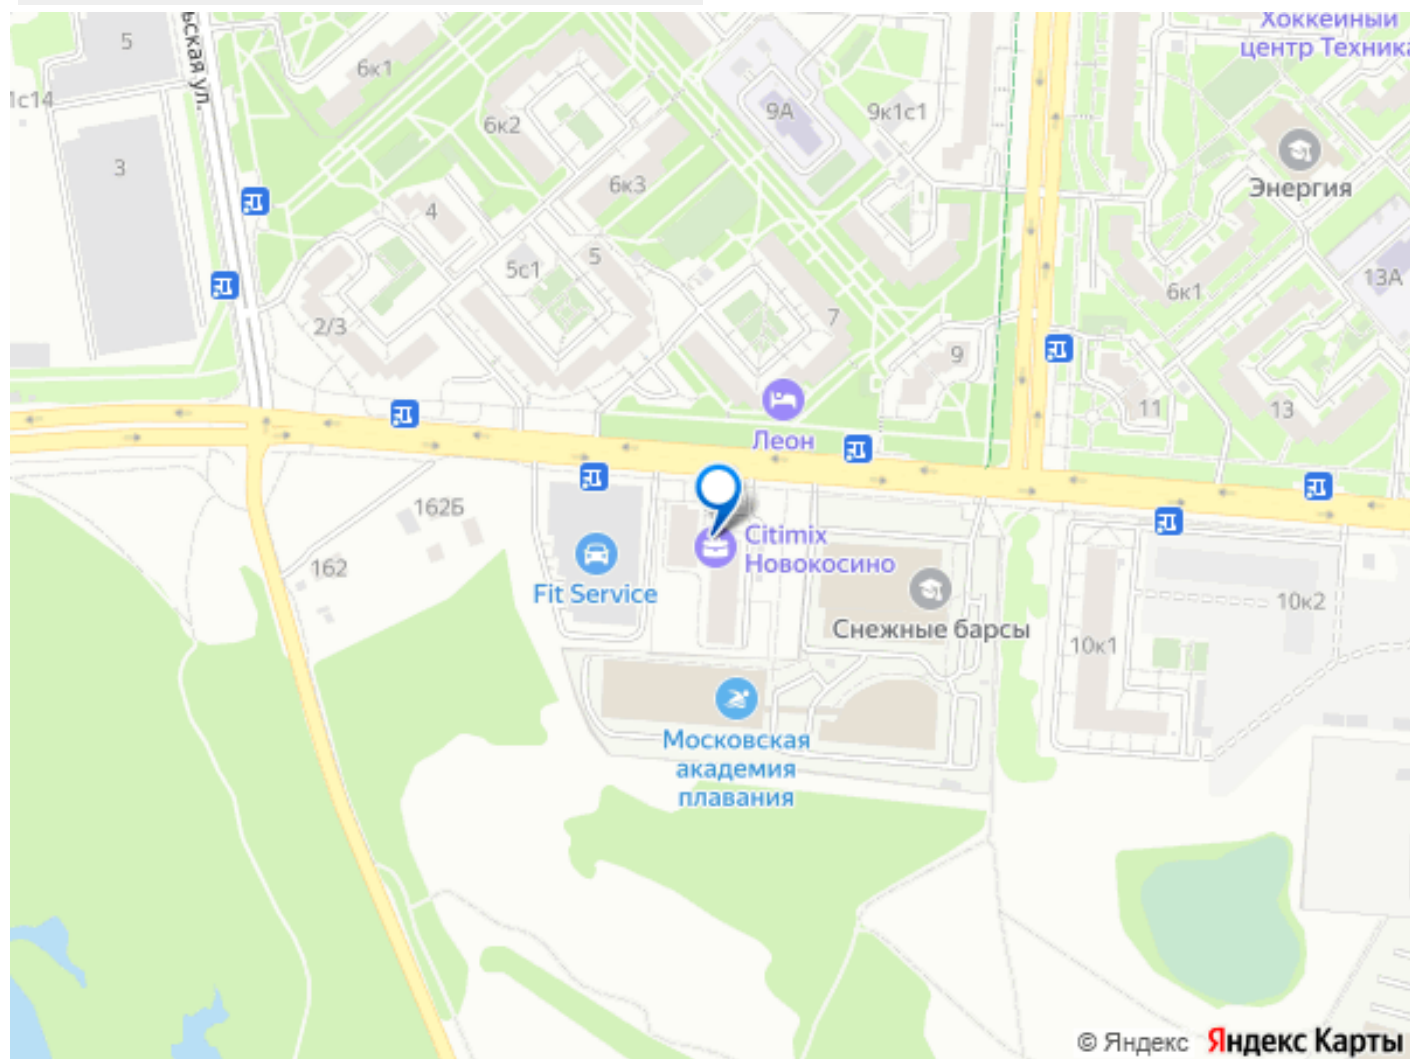 ьская ул.
5
1с14
3
6к1
6к2
6к3
9А
9к1с1
Хоккейный
центр Техника
Энергия
13А
4
5с1
5
2/3
7
9
6к1
11
13
Леон
162Б
162
Fit Service
Citimix
Новокосино
Снежные барсы
10к1
10к2
Московская
академия
плавания
© Яндекс Яндекс Карты